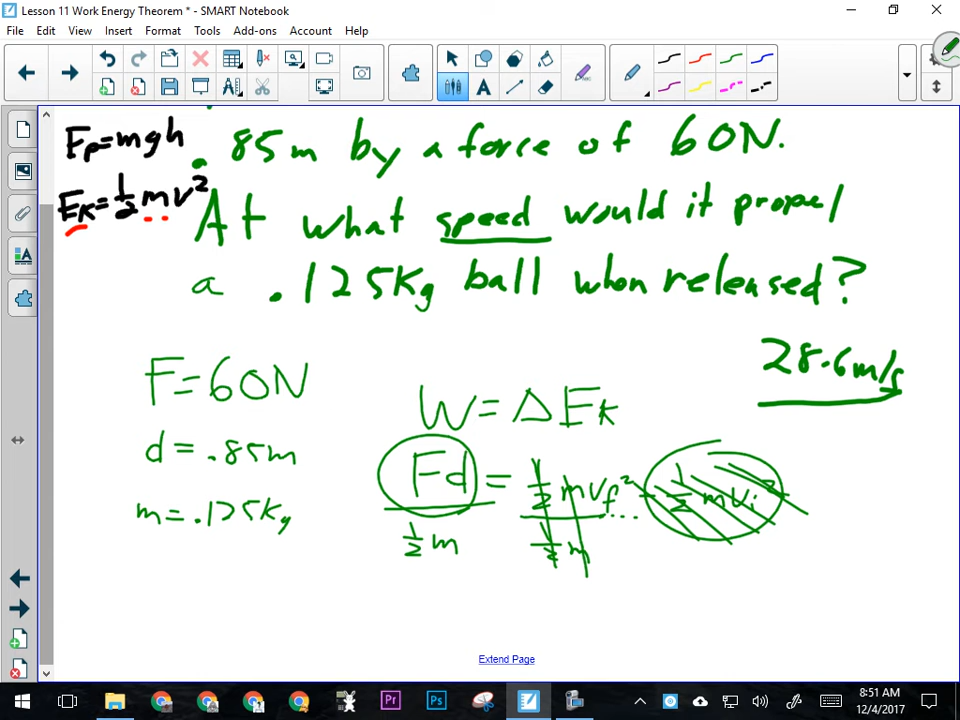 Lesson 11 Work Energy Theorem * - SMART Notebook
File Edit View Insert Format Tools Add-ons Account Help
Ep=mgh
.85m by a force of 60N.
EK=½mv²
At what speed would it propel
a .125Kg ball when released?
28.6m/s
F=60N
W=ΔEK
d=.85m
Fd = ½mvf² - ½mvi²
½m ½m
m=.125Kg
Extend Page
8:51 AM
12/4/2017